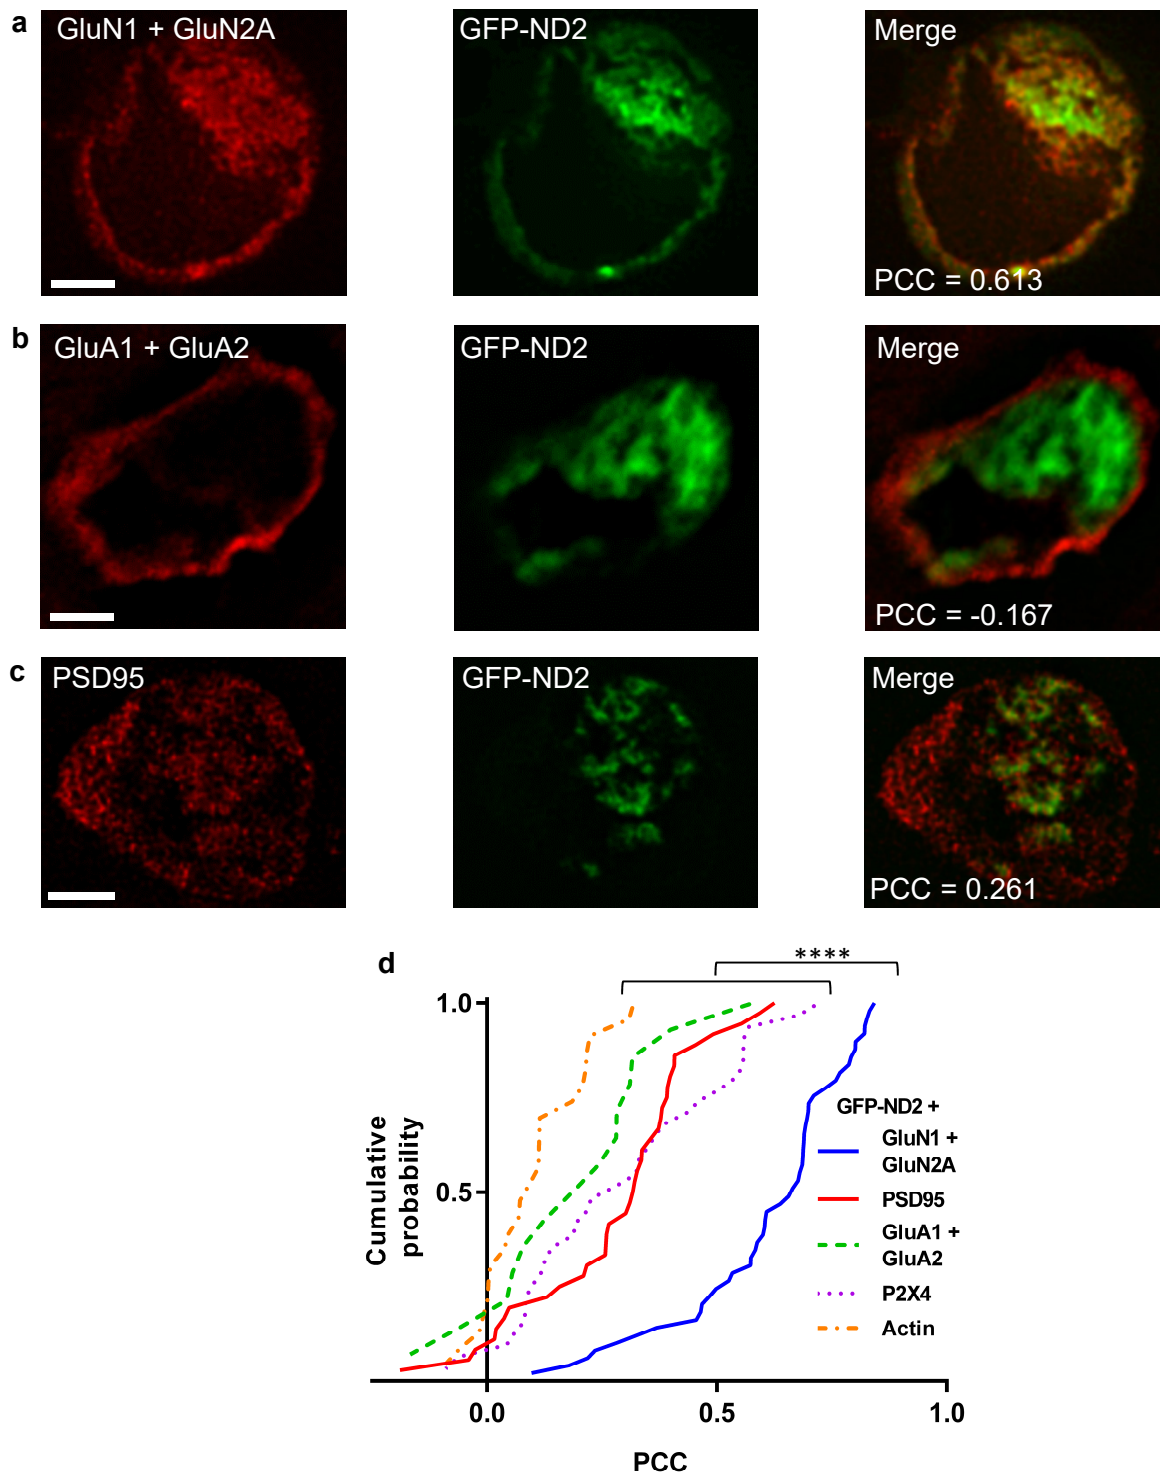 a
GluN1 + GluN2A
GFP-ND2
Merge
PCC = 0.613
b
GluA1 + GluA2
GFP-ND2
Merge
PCC = -0.167
c
PSD95
GFP-ND2
Merge
PCC = 0.261
d
****
1.0
0.5
Cumulative
probability
GFP-ND2 +
GluN1 +
GluN2A
PSD95
GluA1 +
GluA2
P2X4
Actin
0.0
0.5
1.0
PCC